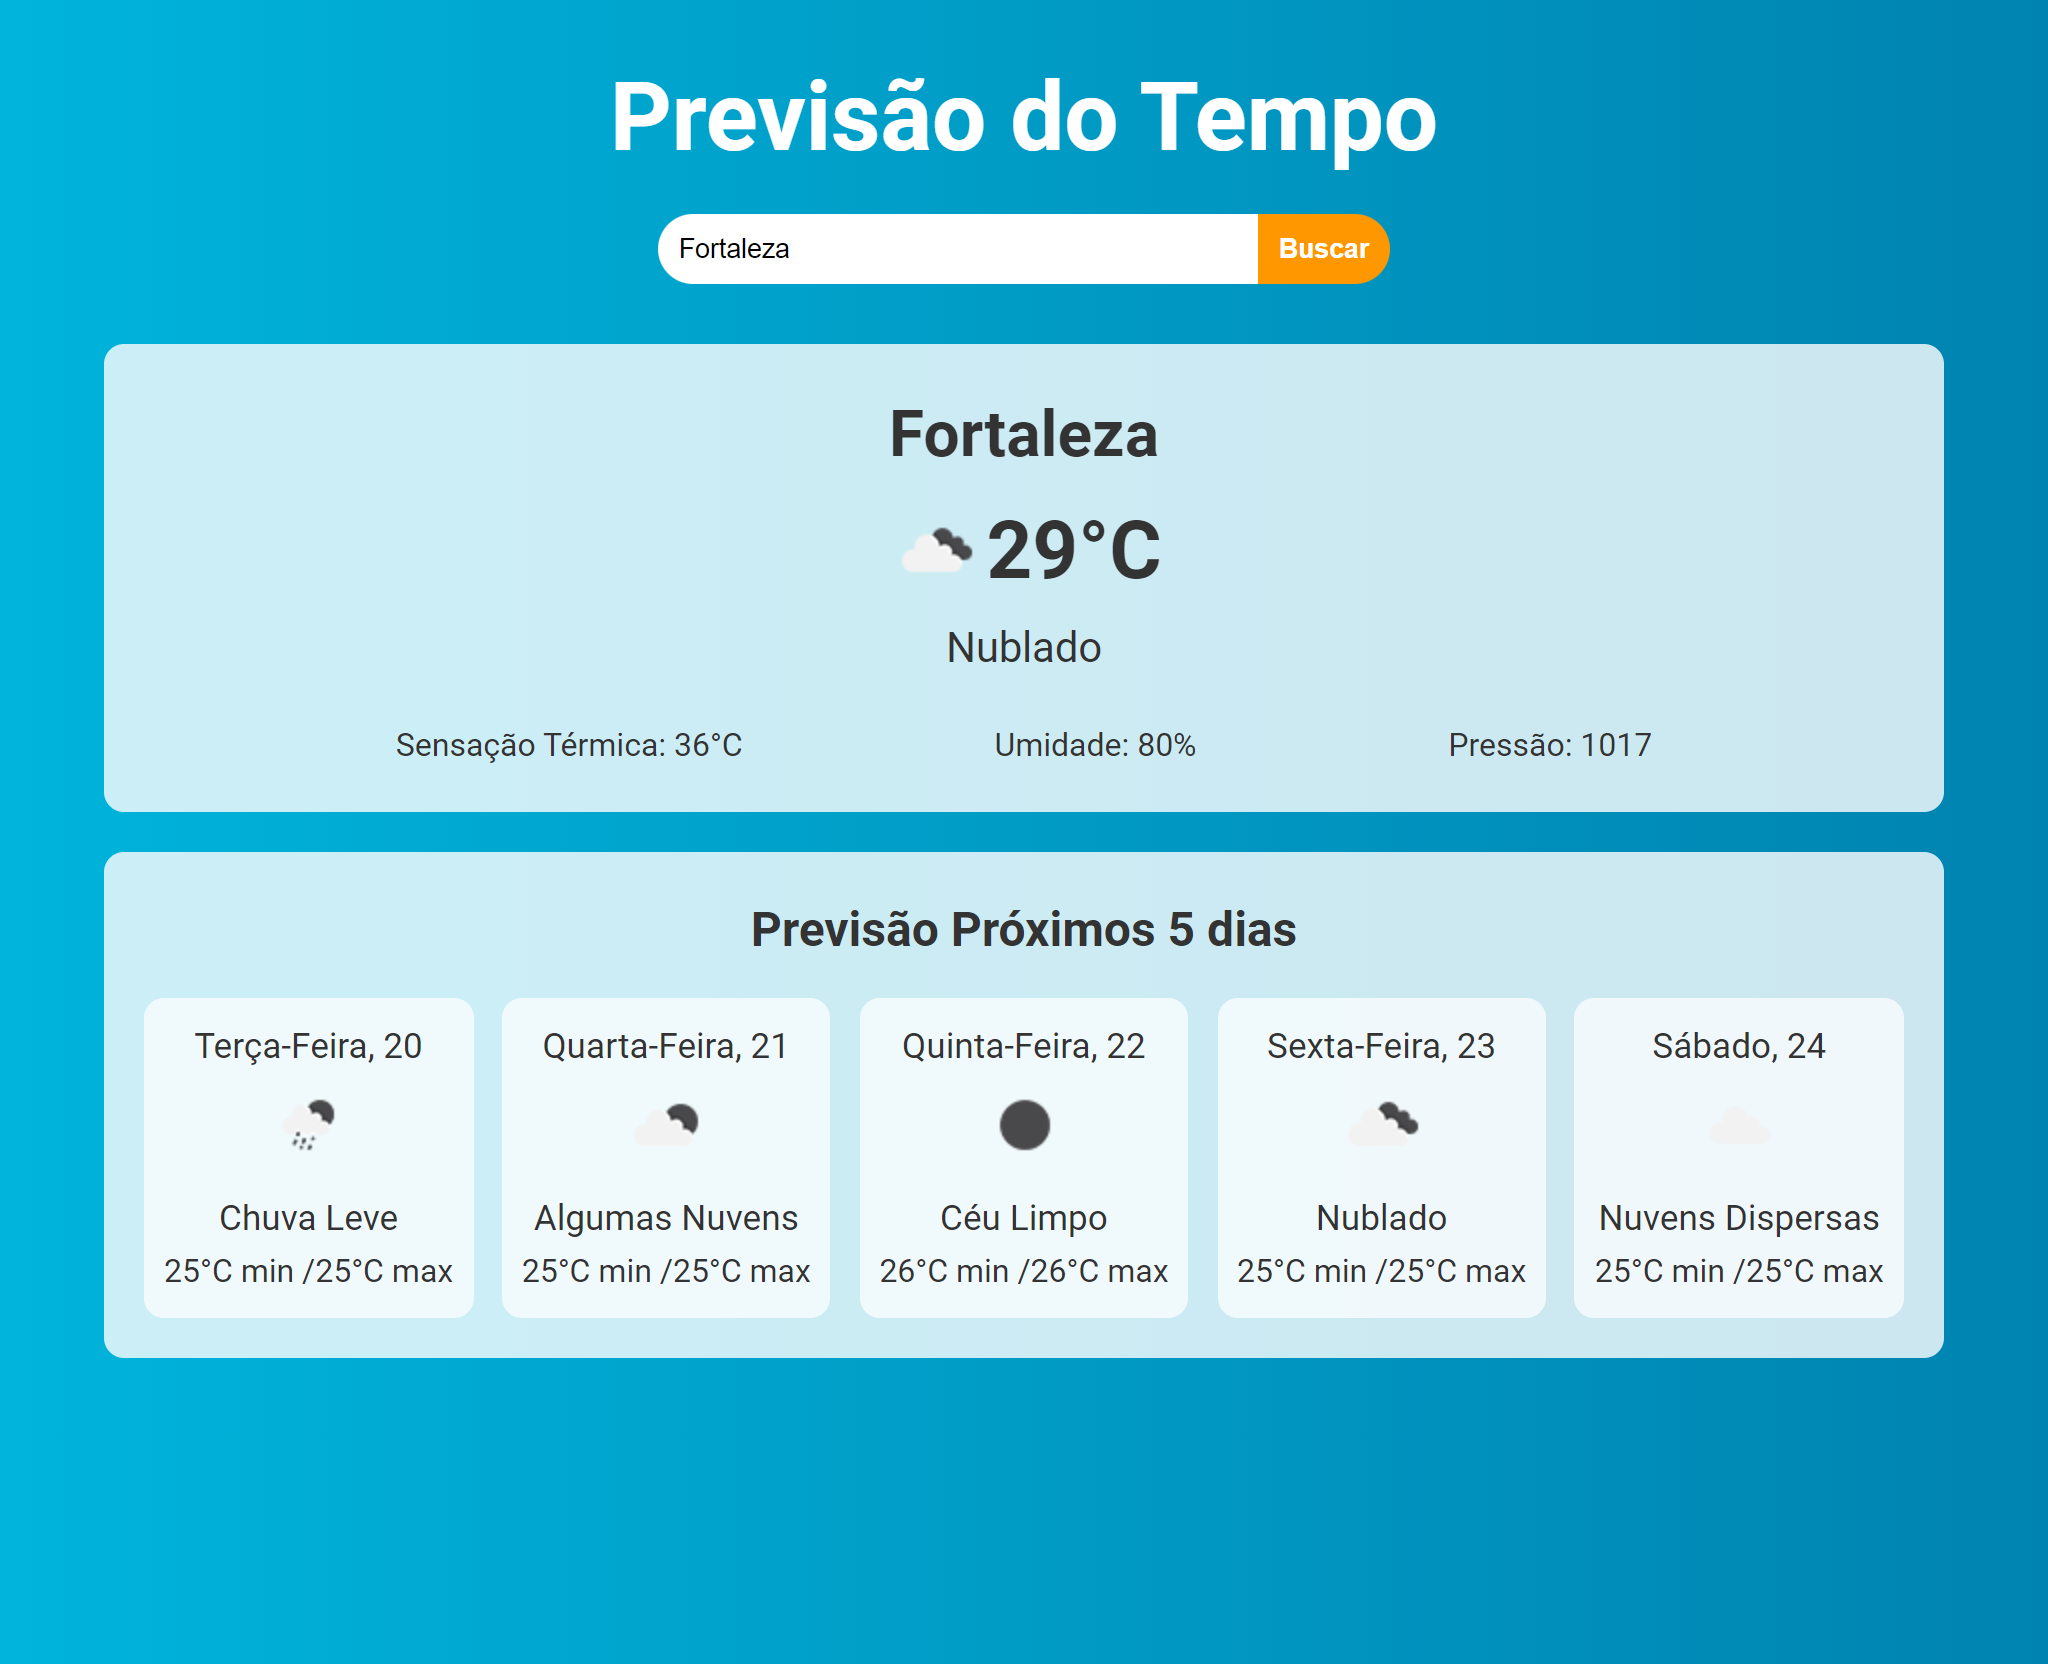 Previsão do Tempo
Fortaleza Buscar
Fortaleza
29°C
Nublado
Sensação Térmica: 36°C Umidade: 80% Pressão: 1017
Previsão Próximos 5 dias
Terça-Feira, 20
Chuva Leve
25°C min /25°C max
Quarta-Feira, 21
Algumas Nuvens
25°C min /25°C max
Quinta-Feira, 22
Céu Limpo
26°C min /26°C max
Sexta-Feira, 23
Nublado
25°C min /25°C max
Sábado, 24
Nuvens Dispersas
25°C min /25°C max